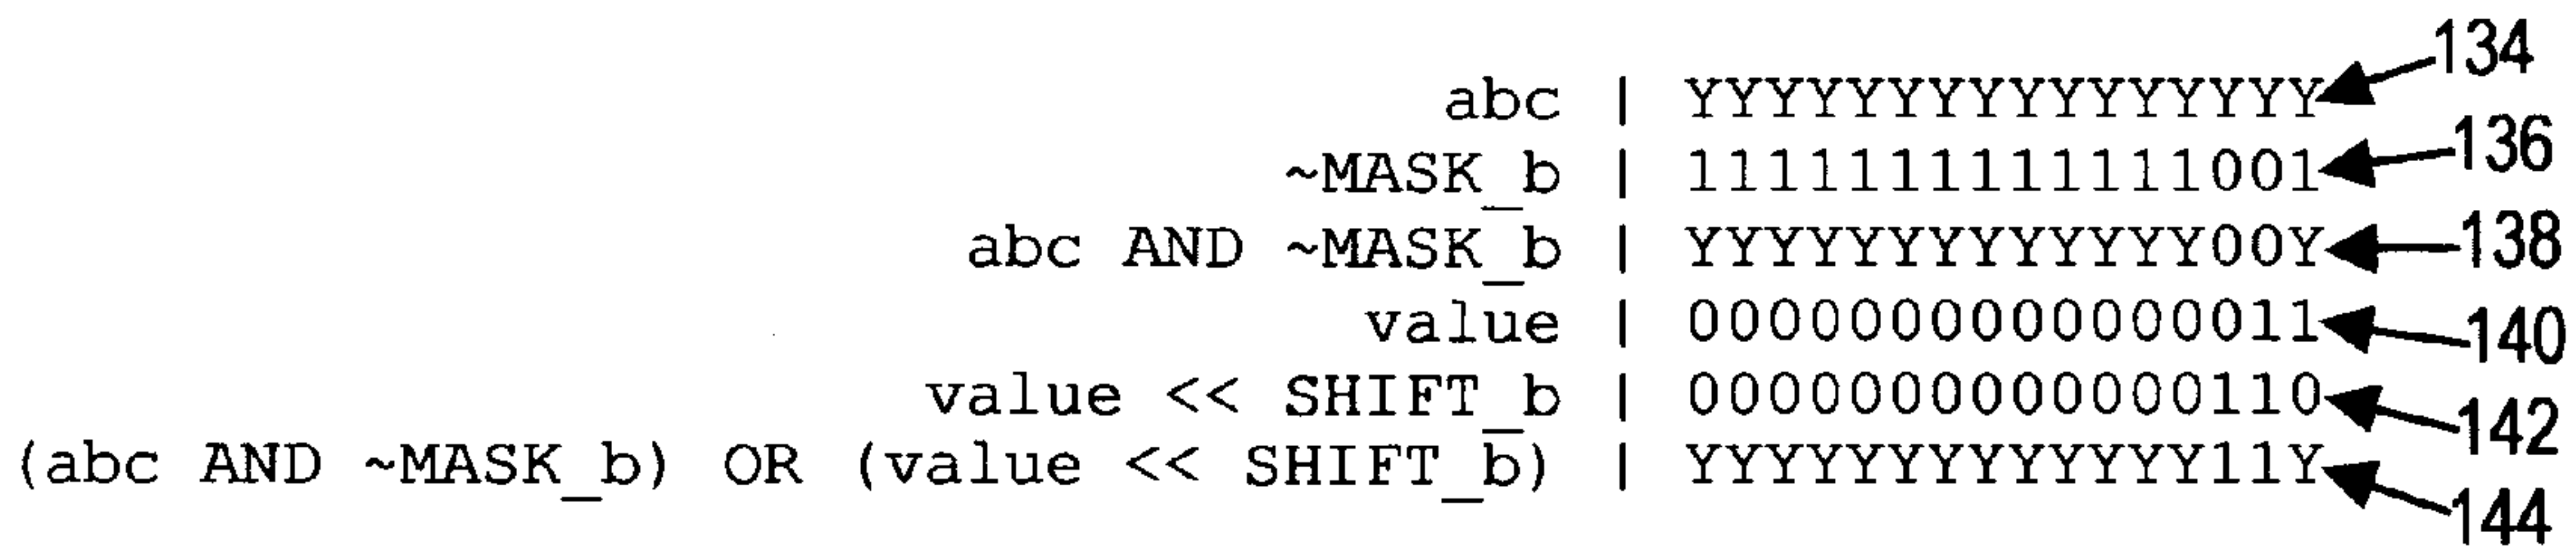 abc | YYYYYYYYYYYYYYYY 134
~MASK_b | 1111111111111001 136
abc AND ~MASK_b | YYYYYYYYYYYYY00Y 138
value | 0000000000000011 140
value << SHIFT_b | 0000000000000110 142
(abc AND ~MASK_b) OR (value << SHIFT_b) | YYYYYYYYYYYYY11Y 144